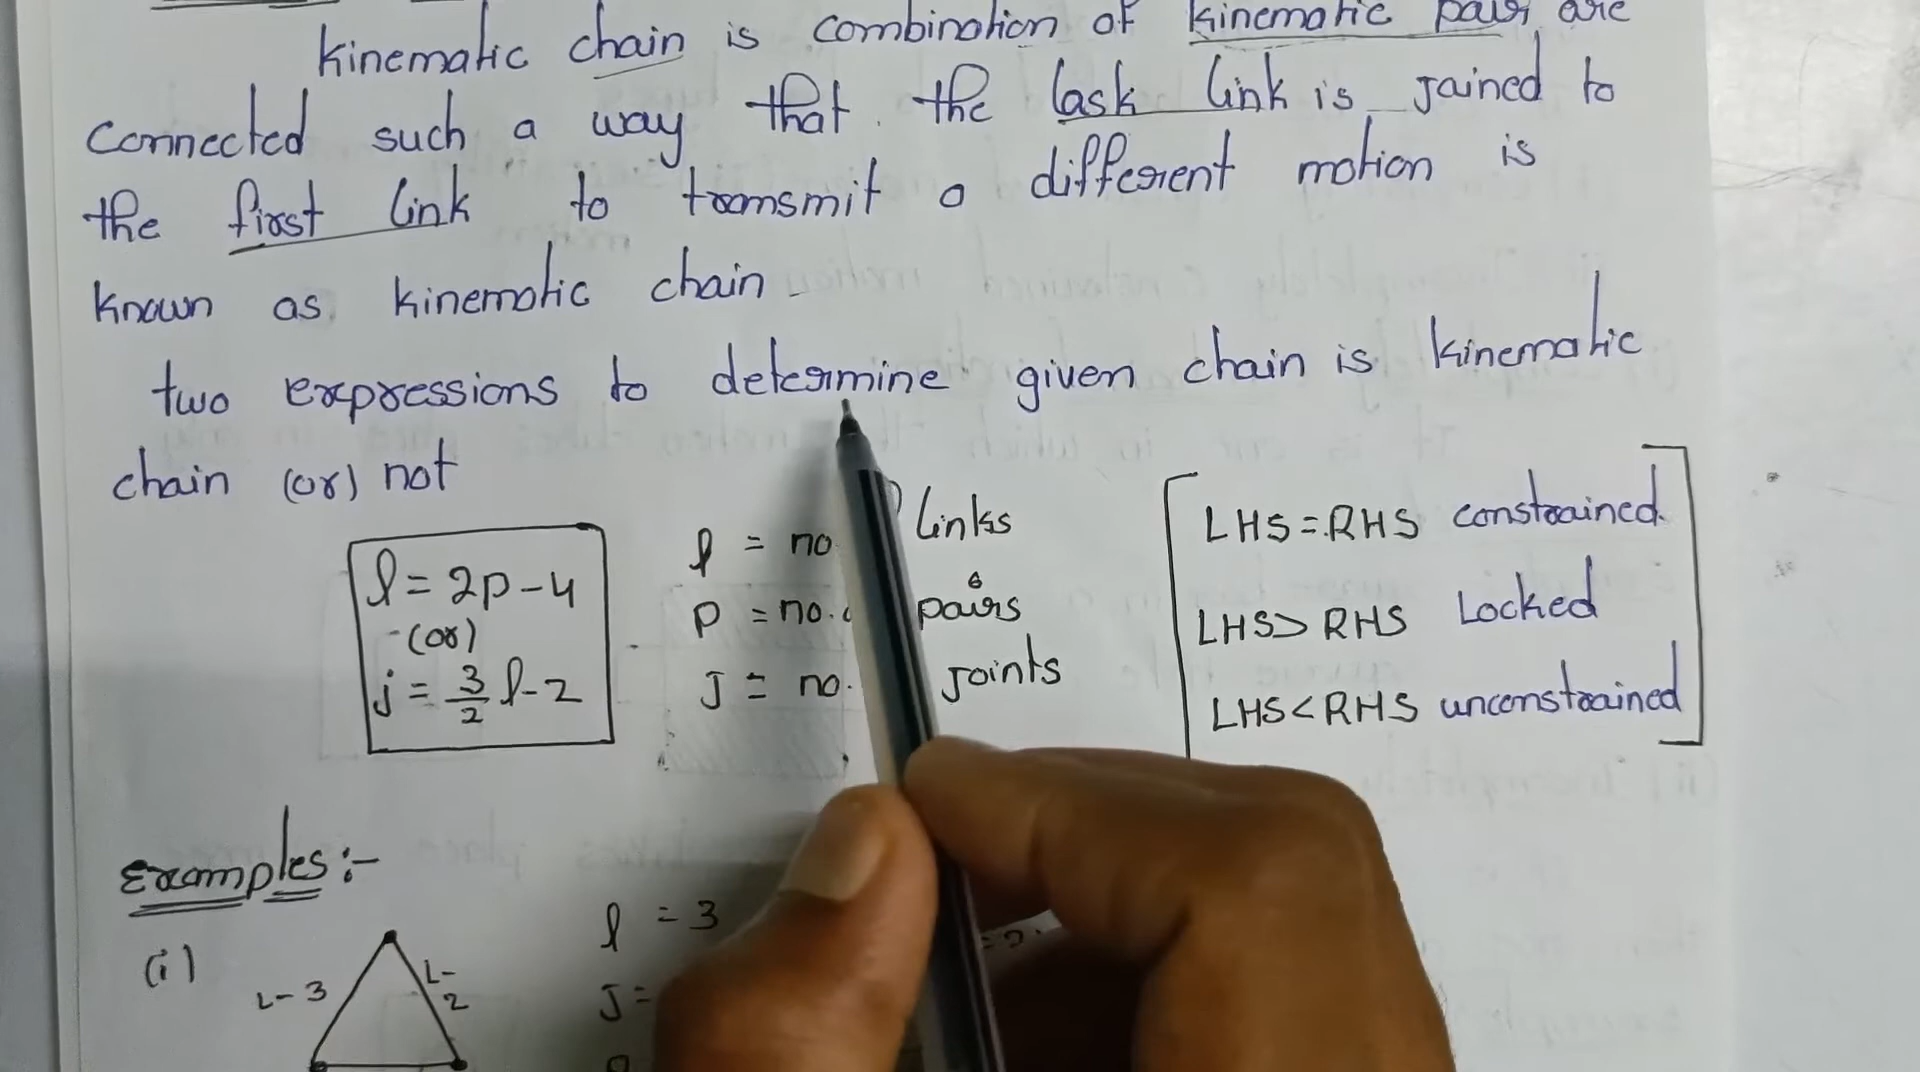 kinematic chain is combination of kinematic pairs are
connected such a way that the lask link is joined to
the first link to transmit a different motion is
known as kinematic chain
two expressions to determine given chain is kinematic
chain (or) not
l = 2p-4
(or)
j = 3/2 l-2
l = no links
p = no. pairs
J = no. joints
LHS = RHS constrained.
LHS > RHS Locked
LHS < RHS unconstrained
Examples :-
(i)
L-3
L-2
l = 3
J =